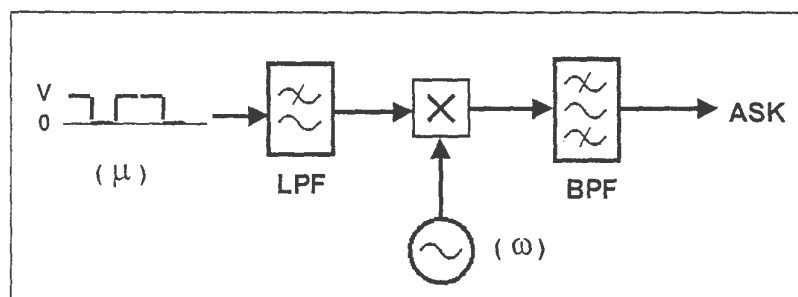 V
0
(μ)
LPF
×
(ω)
BPF
ASK